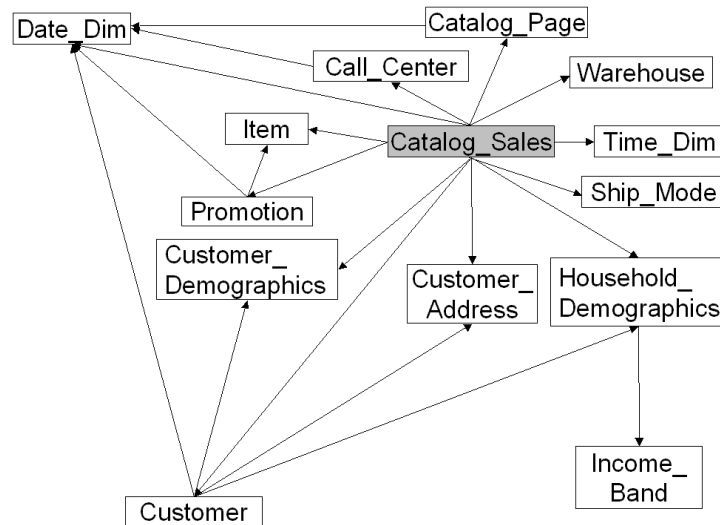 Date_Dim
Catalog_Page
Call_Center
Warehouse
Item
Catalog_Sales
Time_Dim
Ship_Mode
Promotion
Customer_
Demographics
Customer_
Address
Household_
Demographics
Income_
Band
Customer